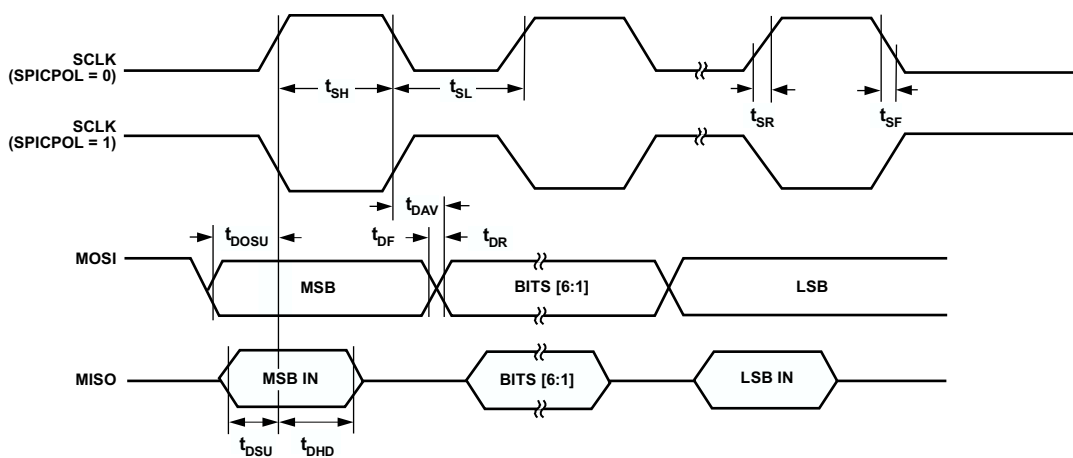 SCLK
(SPICPOL = 0)
tSH
tSL
tSR
tSF
SCLK
(SPICPOL = 1)
tDAV
tDOSU
tDF
tDR
MOSI
MSB
BITS [6:1]
LSB
MISO
MSB IN
BITS [6:1]
LSB IN
tDSU
tDHD